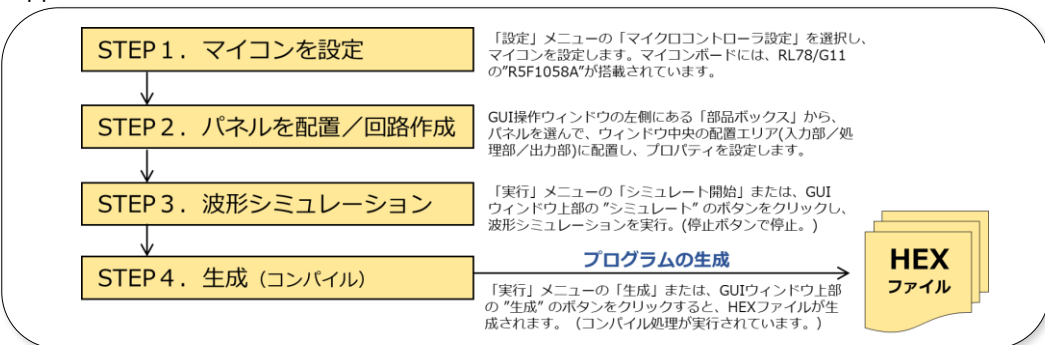 STEP１．マイコンを設定
「設定」メニューの「マイクロコントローラ設定」を選択し、
マイコンを設定します。マイコンボードには、RL78/G11
の”R5F1058A”が搭載されています。
STEP２．パネルを配置／回路作成
GUI操作ウィンドウの左側にある「部品ボックス」から、
パネルを選んで、ウィンドウ中央の配置エリア(入力部／処
理部／出力部)に配置し、プロパティを設定します。
STEP３．波形シミュレーション
「実行」メニューの「シミュレート開始」または、GUI
ウィンドウ上部の ”シミュレート” のボタンをクリックし、
波形シミュレーションを実行。(停止ボタンで停止。)
STEP４．生成（コンパイル）
プログラムの生成
「実行」メニューの「生成」または、GUIウィンドウ上部
の ”生成” のボタンをクリックすると、HEXファイルが生
成されます。（コンパイル処理が実行されています。）
HEX
ファイル